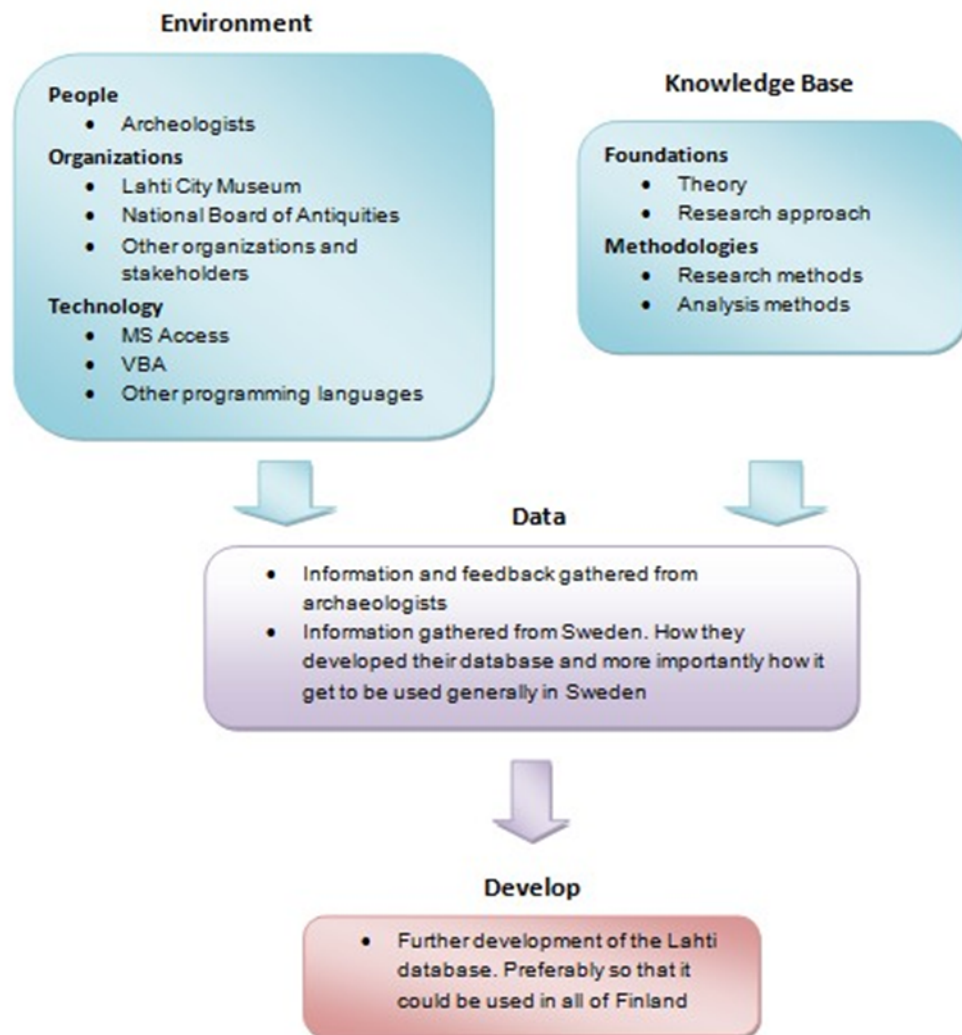 Environment
People
• Archeologists
Organizations
• Lahti City Museum
• National Board of Antiquities
• Other organizations and
stakeholders
Technology
• MS Access
• VBA
• Other programming languages
Knowledge Base
Foundations
• Theory
• Research approach
Methodologies
• Research methods
• Analysis methods
Data
• Information and feedback gathered from
archaeologists
• Information gathered from Sweden. How they
developed their database and more importantly how it
get to be used generally in Sweden
Develop
• Further development of the Lahti
database. Preferably so that it
could be used in all of Finland